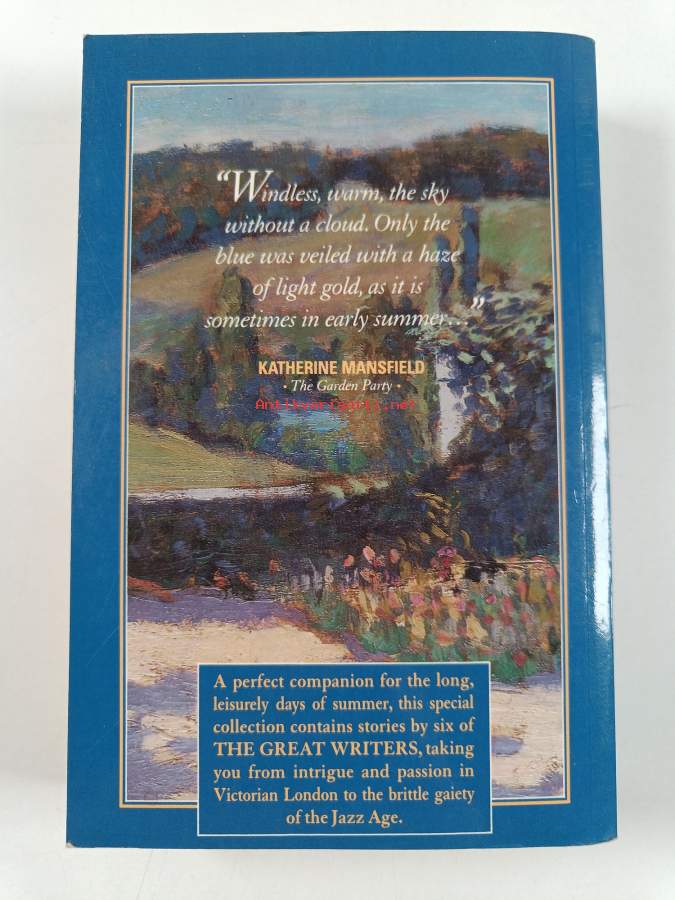 “Windless, warm, the sky
without a cloud. Only the
blue was veiled with a haze
of light gold, as it is
sometimes in early summer...”
KATHERINE MANSFIELD
• The Garden Party •
A perfect companion for the long,
leisurely days of summer, this special
collection contains stories by six of
THE GREAT WRITERS, taking
you from intrigue and passion in
Victorian London to the brittle gaiety
of the Jazz Age.